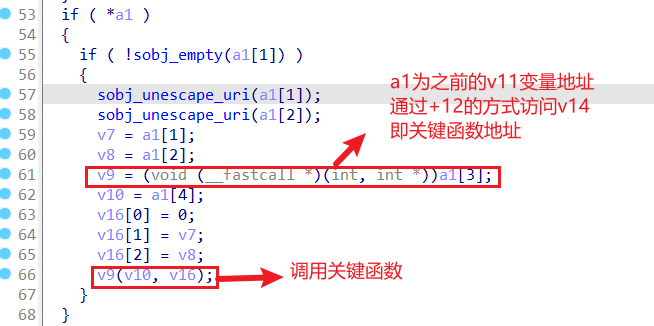 53 if ( *a1 )
54 {
55 if ( !sobj_empty(a1[1]) )
56 {
57 sobj_unescape_uri(a1[1]);
58 sobj_unescape_uri(a1[2]);
59 v7 = a1[1];
60 v8 = a1[2];
61 v9 = (void (__fastcall *)(int, int *))a1[3];
62 v10 = a1[4];
63 v16[0] = 0;
64 v16[1] = v7;
65 v16[2] = v8;
66 v9(v10, v16);
67 }
68 }
a1为之前的v11变量地址
通过+12的方式访问v14
即关键函数地址
调用关键函数